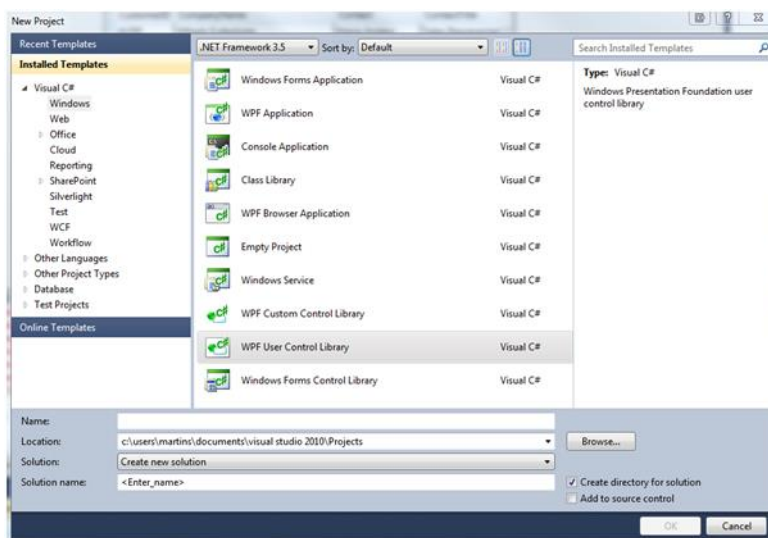 New Project
Recent Templates
Installed Templates
Visual C#
Windows
Web
Office
Cloud
Reporting
SharePoint
Silverlight
Test
WCF
Workflow
Other Languages
Other Project Types
Database
Test Projects
Online Templates
.NET Framework 3.5 Sort by: Default
Windows Forms Application Visual C#
WPF Application Visual C#
Console Application Visual C#
Class Library Visual C#
WPF Browser Application Visual C#
Empty Project Visual C#
Windows Service Visual C#
WPF Custom Control Library Visual C#
WPF User Control Library Visual C#
Windows Forms Control Library Visual C#
Search Installed Templates
Type: Visual C#
Windows Presentation Foundation user
control library
Name:
Location: c:\users\martins\documents\visual studio 2010\Projects Browse...
Solution: Create new solution
Solution name: <Enter_name>
Create directory for solution
Add to source control
OK Cancel